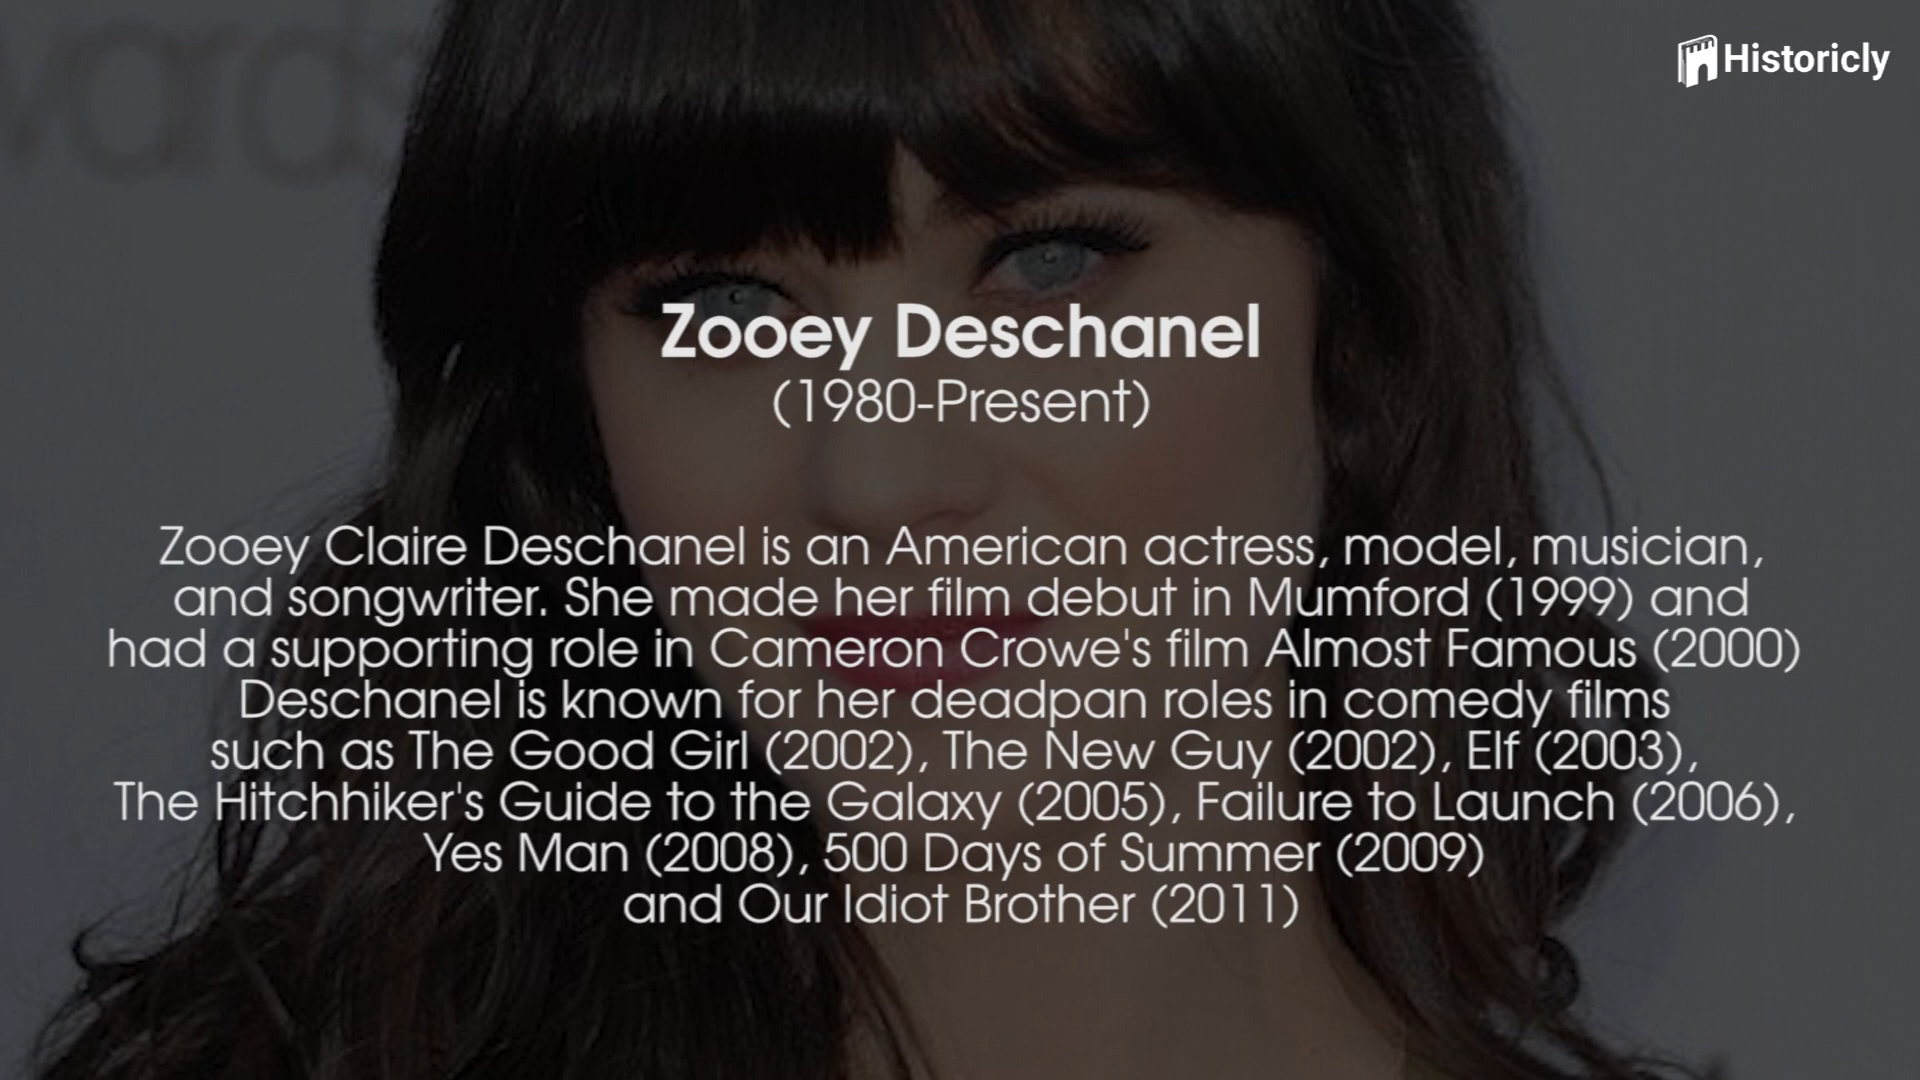 Historicly
Zooey Deschanel
(1980-Present)
Zooey Claire Deschanel is an American actress, model, musician,
and songwriter. She made her film debut in Mumford (1999) and
had a supporting role in Cameron Crowe's film Almost Famous (2000)
Deschanel is known for her deadpan roles in comedy films
such as The Good Girl (2002), The New Guy (2002), Elf (2003),
The Hitchhiker's Guide to the Galaxy (2005), Failure to Launch (2006),
Yes Man (2008), 500 Days of Summer (2009)
and Our Idiot Brother (2011)